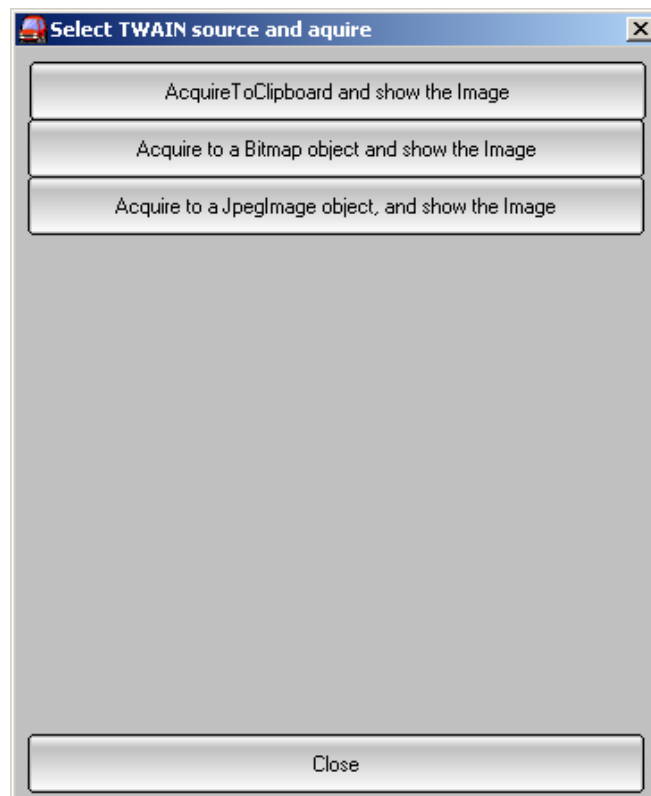 Select TWAIN source and aquire
AcquireToClipboard and show the Image
Acquire to a Bitmap object and show the Image
Acquire to a JpegImage object, and show the Image
Close